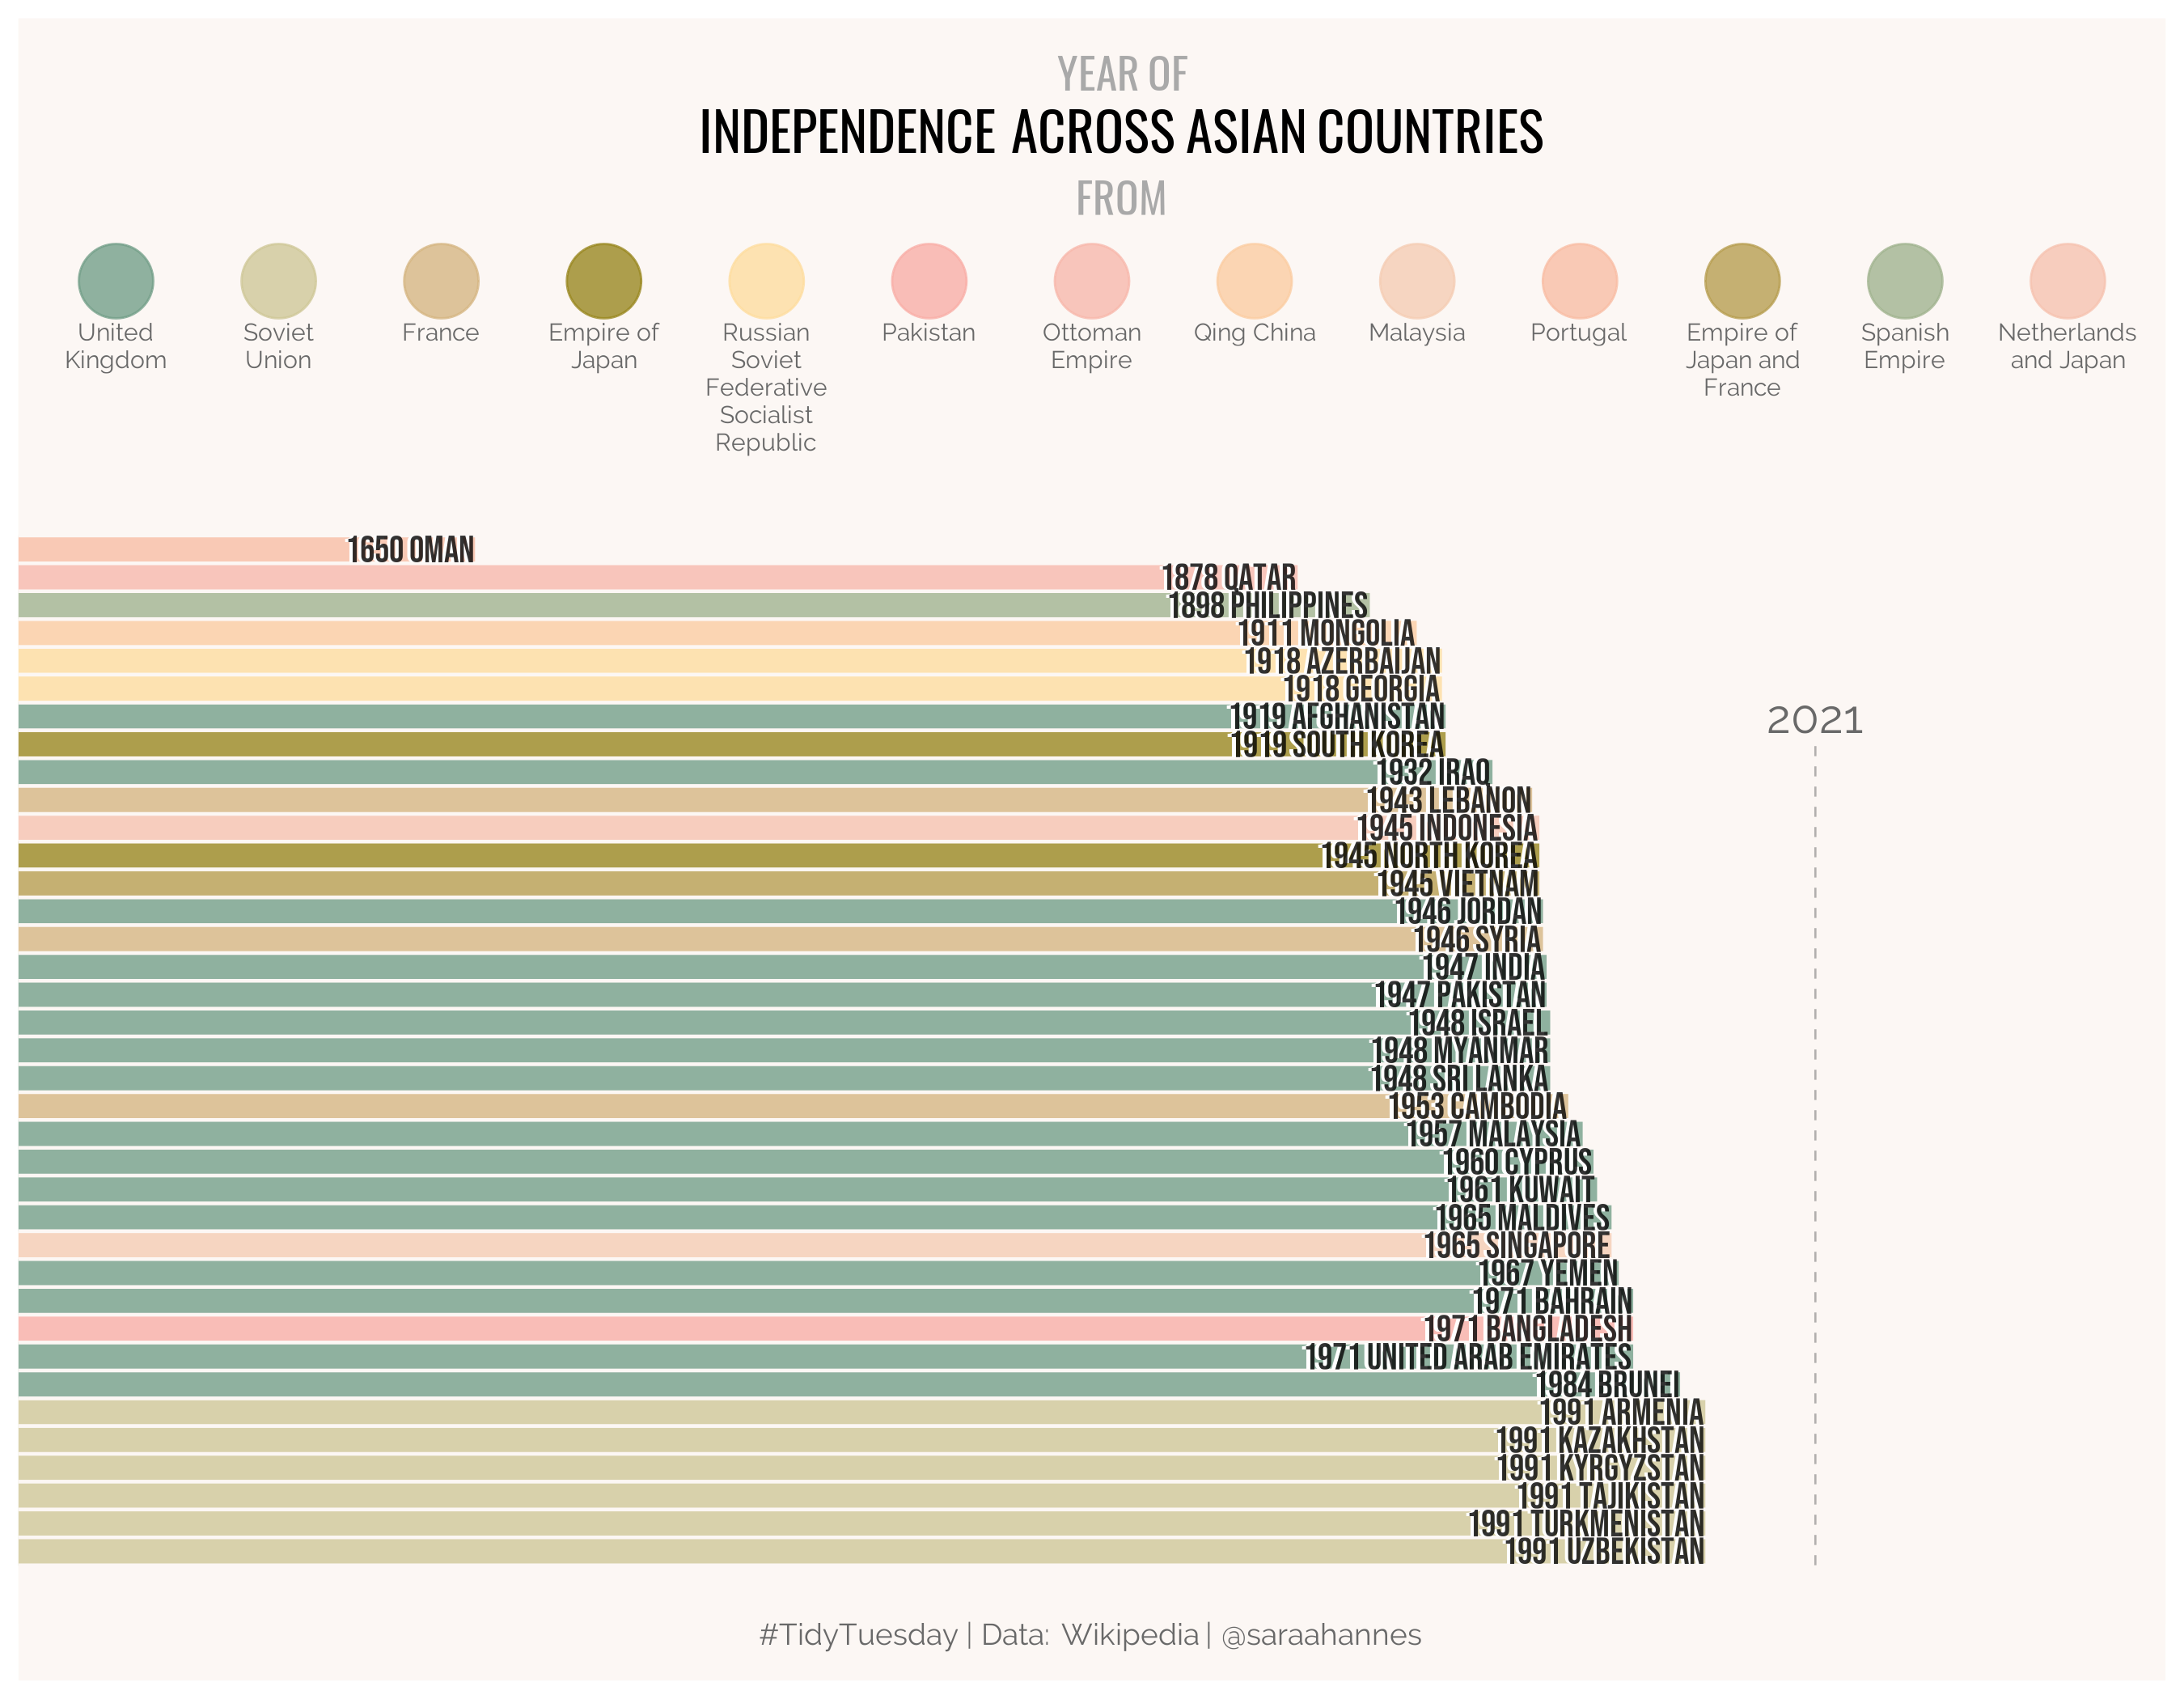 YEAR OF
INDEPENDENCE ACROSS ASIAN COUNTRIES
FROM
United
Kingdom
Soviet
Union
France
Empire of
Japan
Russian
Soviet
Federative
Socialist
Republic
Pakistan
Ottoman
Empire
Qing China
Malaysia
Portugal
Empire of
Japan and
France
Spanish
Empire
Netherlands
and Japan
1650 OMAN
1878 QATAR
1898 PHILIPPINES
1911 MONGOLIA
1918 AZERBAIJAN
1918 GEORGIA
1919 AFGHANISTAN
2021
1919 SOUTH KOREA
1932 IRAQ
1943 LEBANON
1945 INDONESIA
1945 NORTH KOREA
1945 VIETNAM
1946 JORDAN
1946 SYRIA
1947 INDIA
1947 PAKISTAN
1948 ISRAEL
1948 MYANMAR
1948 SRI LANKA
1953 CAMBODIA
1957 MALAYSIA
1960 CYPRUS
1961 KUWAIT
1965 MALDIVES
1965 SINGAPORE
1967 YEMEN
1971 BAHRAIN
1971 BANGLADESH
1971 UNITED ARAB EMIRATES
1984 BRUNEI
1991 ARMENIA
1991 KAZAKHSTAN
1991 KYRGYZSTAN
1991 TAJIKISTAN
1991 TURKMENISTAN
1991 UZBEKISTAN
#TidyTuesday | Data: Wikipedia | @saraahannes